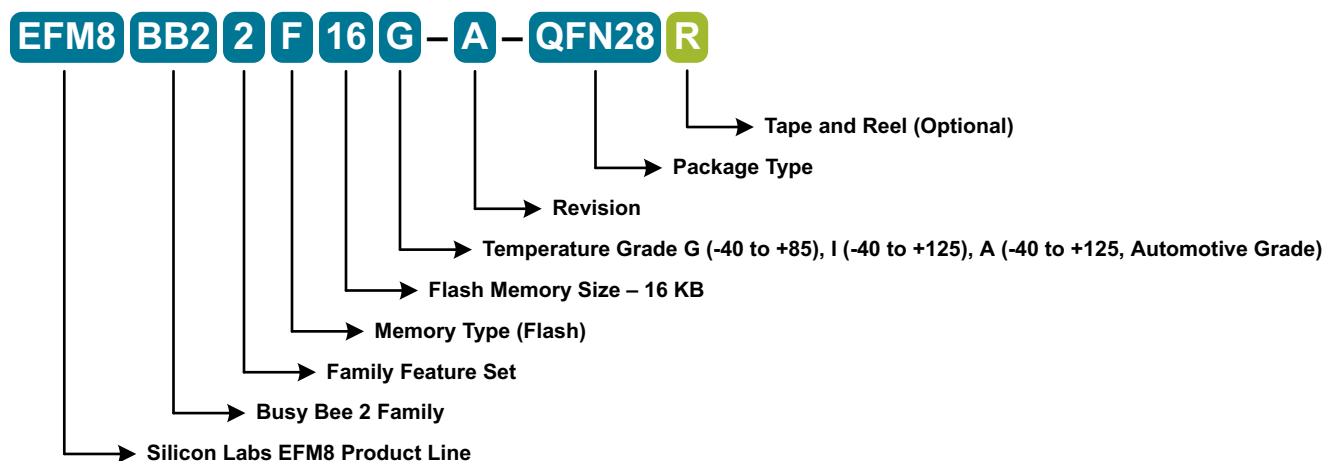 EFM8 BB2 2 F 16 G – A – QFN28 R
Tape and Reel (Optional)
Package Type
Revision
Temperature Grade G (-40 to +85), I (-40 to +125), A (-40 to +125, Automotive Grade)
Flash Memory Size – 16 KB
Memory Type (Flash)
Family Feature Set
Busy Bee 2 Family
Silicon Labs EFM8 Product Line